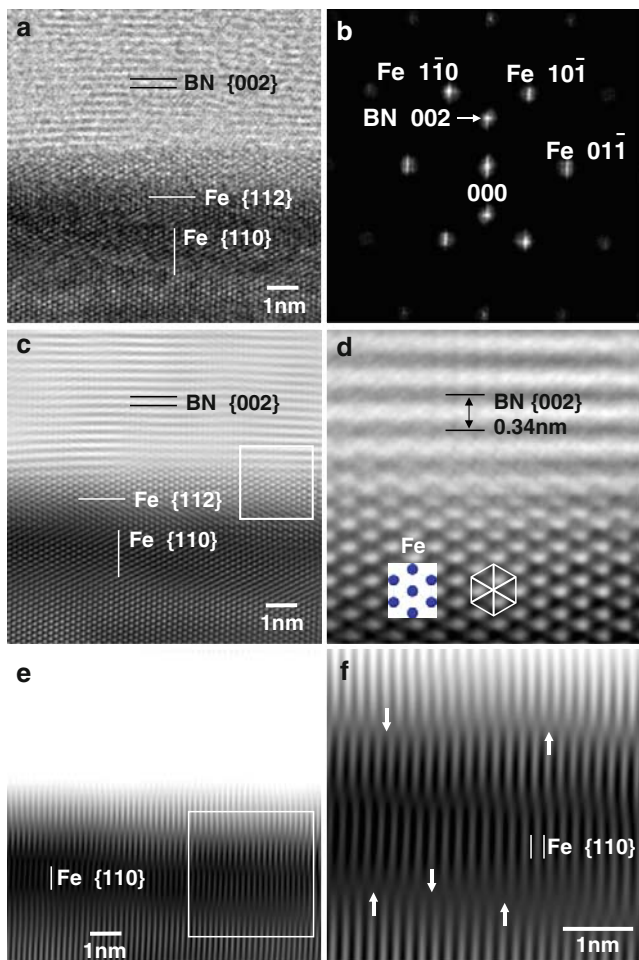 a
BN {002}
Fe {112}
Fe {110}
1nm
b
Fe 11̄0
Fe 101̄
BN 002
Fe 011̄
000
c
BN {002}
Fe {112}
Fe {110}
1nm
d
BN {002}
0.34nm
Fe
e
Fe {110}
1nm
f
Fe {110}
1nm